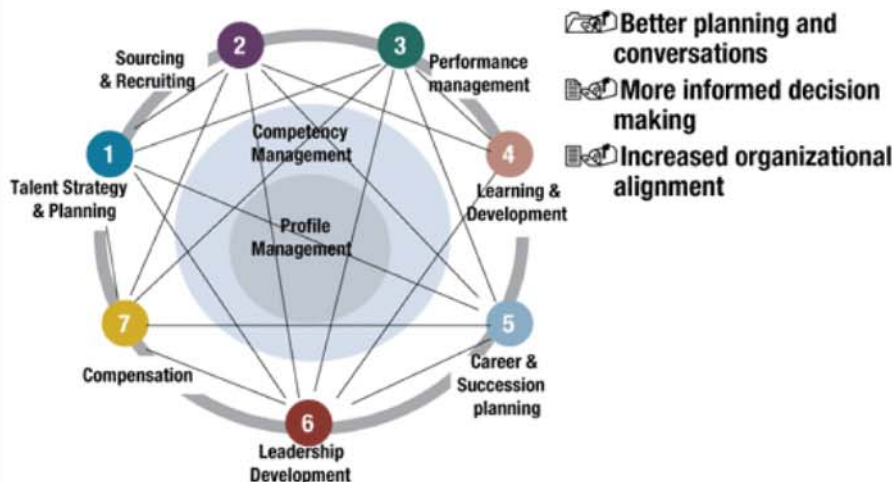 2
3
Sourcing
& Recruiting
Performance
management
Competency
Management
1
4
Talent Strategy
& Planning
Learning &
Development
Profile
Management
7
5
Compensation
Career &
Succession
planning
6
Leadership
Development
Better planning and
conversations
More informed decision
making
Increased organizational
alignment